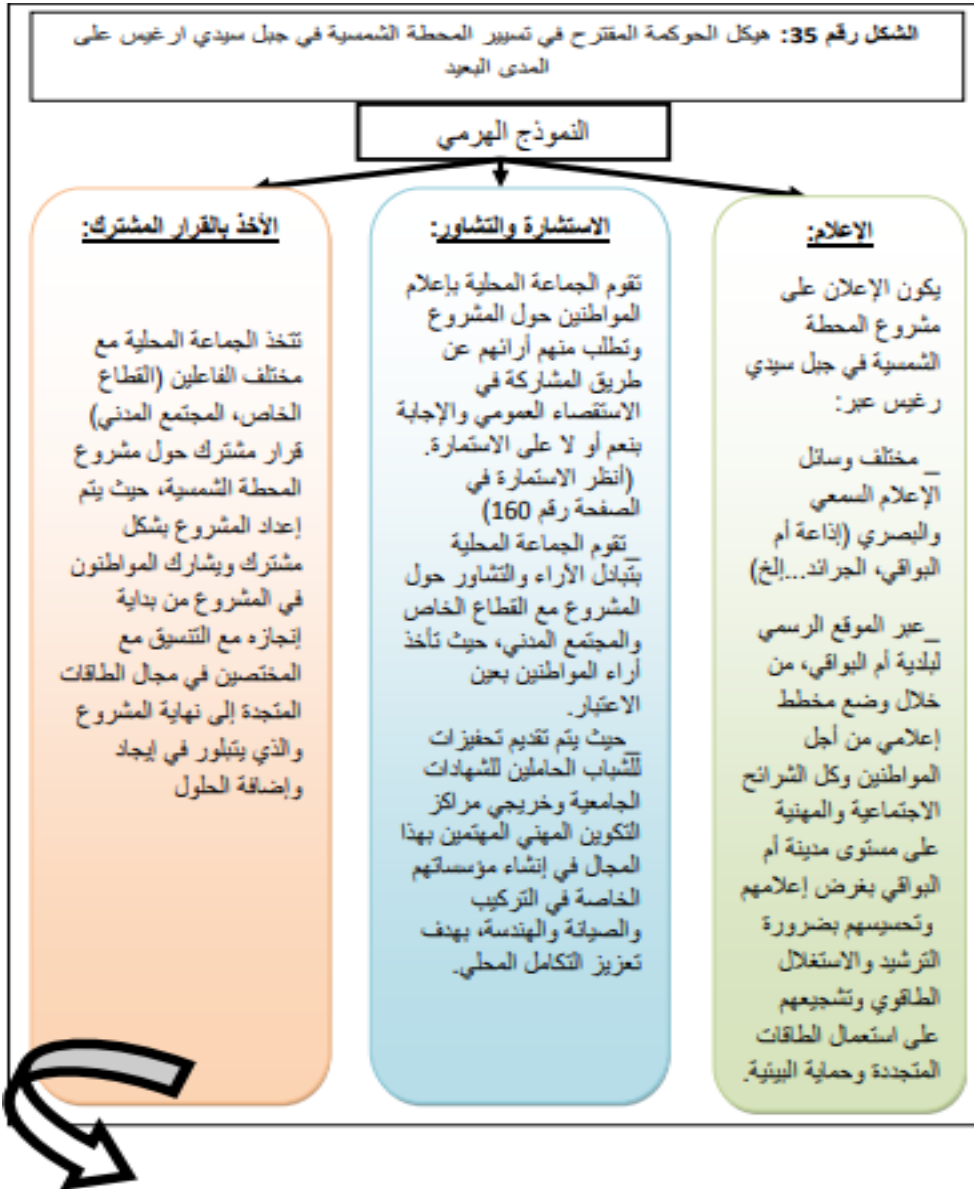 الشكل رقم 35: هيكل الحوكمة المقترح في تسيير المحطة الشمسية في جبل سيدي ارغيس على
المدى البعيد
النموذج الهرمي
الإعلام:
يكون الإعلان على
مشروع المحطة
الشمسية في جبل سيدي
رغيس عبر:
_ مختلف وسائل
الإعلام السمعي
والبصري (إذاعة أم
البواقي، الجرائد...إلخ)
_عبر الموقع الرسمي
لبلدية أم البواقي، من
خلال وضع مخطط
إعلامي من أجل
المواطنين وكل الشرائح
الاجتماعية والمهنية
على مستوى مدينة أم
البواقي بغرض إعلامهم
وتحسيسهم بضرورة
الترشيد والاستغلال
الطاقوي وتشجيعهم
على استعمال الطاقات
المتجددة وحماية البيئية.
الاستشارة والتشاور:
تقوم الجماعة المحلية بإعلام
المواطنين حول المشروع
وتطلب منهم أرائهم عن
طريق المشاركة في
الاستقصاء العمومي والإجابة
بنعم أو لا على الاستمارة.
(أنظر الاستمارة في
الصفحة رقم 160)
_تقوم الجماعة المحلية
بتبادل الأراء والتشاور حول
المشروع مع القطاع الخاص
والمجتمع المدني، حيث تأخذ
أراء المواطنين بعين
الاعتبار.
_حيث يتم تقديم تحفيزات
للشباب الحاملين للشهادات
الجامعية وخريجي مراكز
التكوين المهني المهتمين بهذا
المجال في إنشاء مؤسساتهم
الخاصة في التركيب
والصيانة والهندسة، بهدف
تعزيز التكامل المحلي.
الأخذ بالقرار المشترك:
تتخذ الجماعة المحلية مع
مختلف الفاعلين (القطاع
الخاص، المجتمع المدني)
قرار مشترك حول مشروع
المحطة الشمسية، حيث يتم
إعداد المشروع بشكل
مشترك ويشارك المواطنون
في المشروع من بداية
إنجازه مع التنسيق مع
المختصين في مجال الطاقات
المتجدة إلى نهاية المشروع
والذي يتبلور في إيجاد
وإضافة الحلول